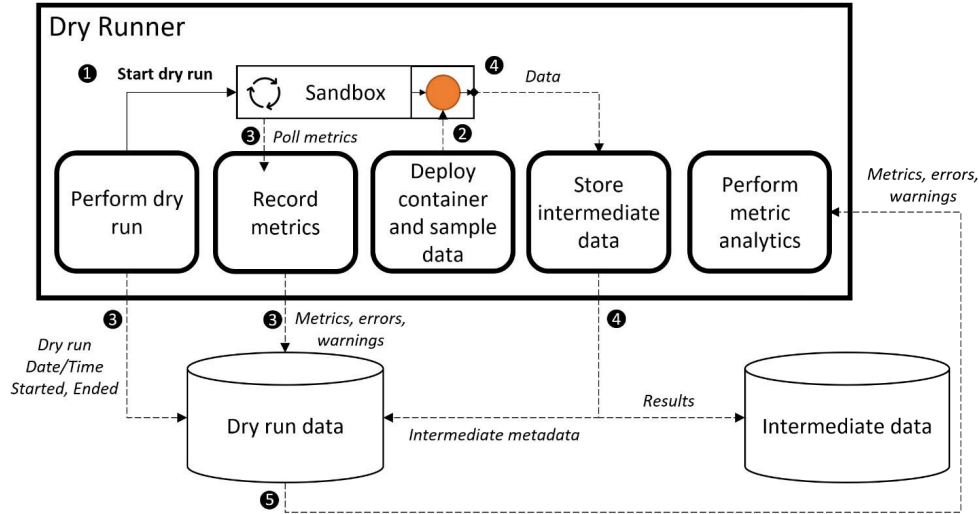 Dry Runner
❶ Start dry run
Sandbox
❹ Data
❸ Poll metrics
❷
Perform dry
run
Record
metrics
Deploy
container
and sample
data
Store
intermediate
data
Perform
metric
analytics
Metrics, errors,
warnings
❸
Dry run
Date/Time
Started, Ended
❸ Metrics, errors,
warnings
❹
Dry run data
Intermediate metadata
Results
Intermediate data
❺